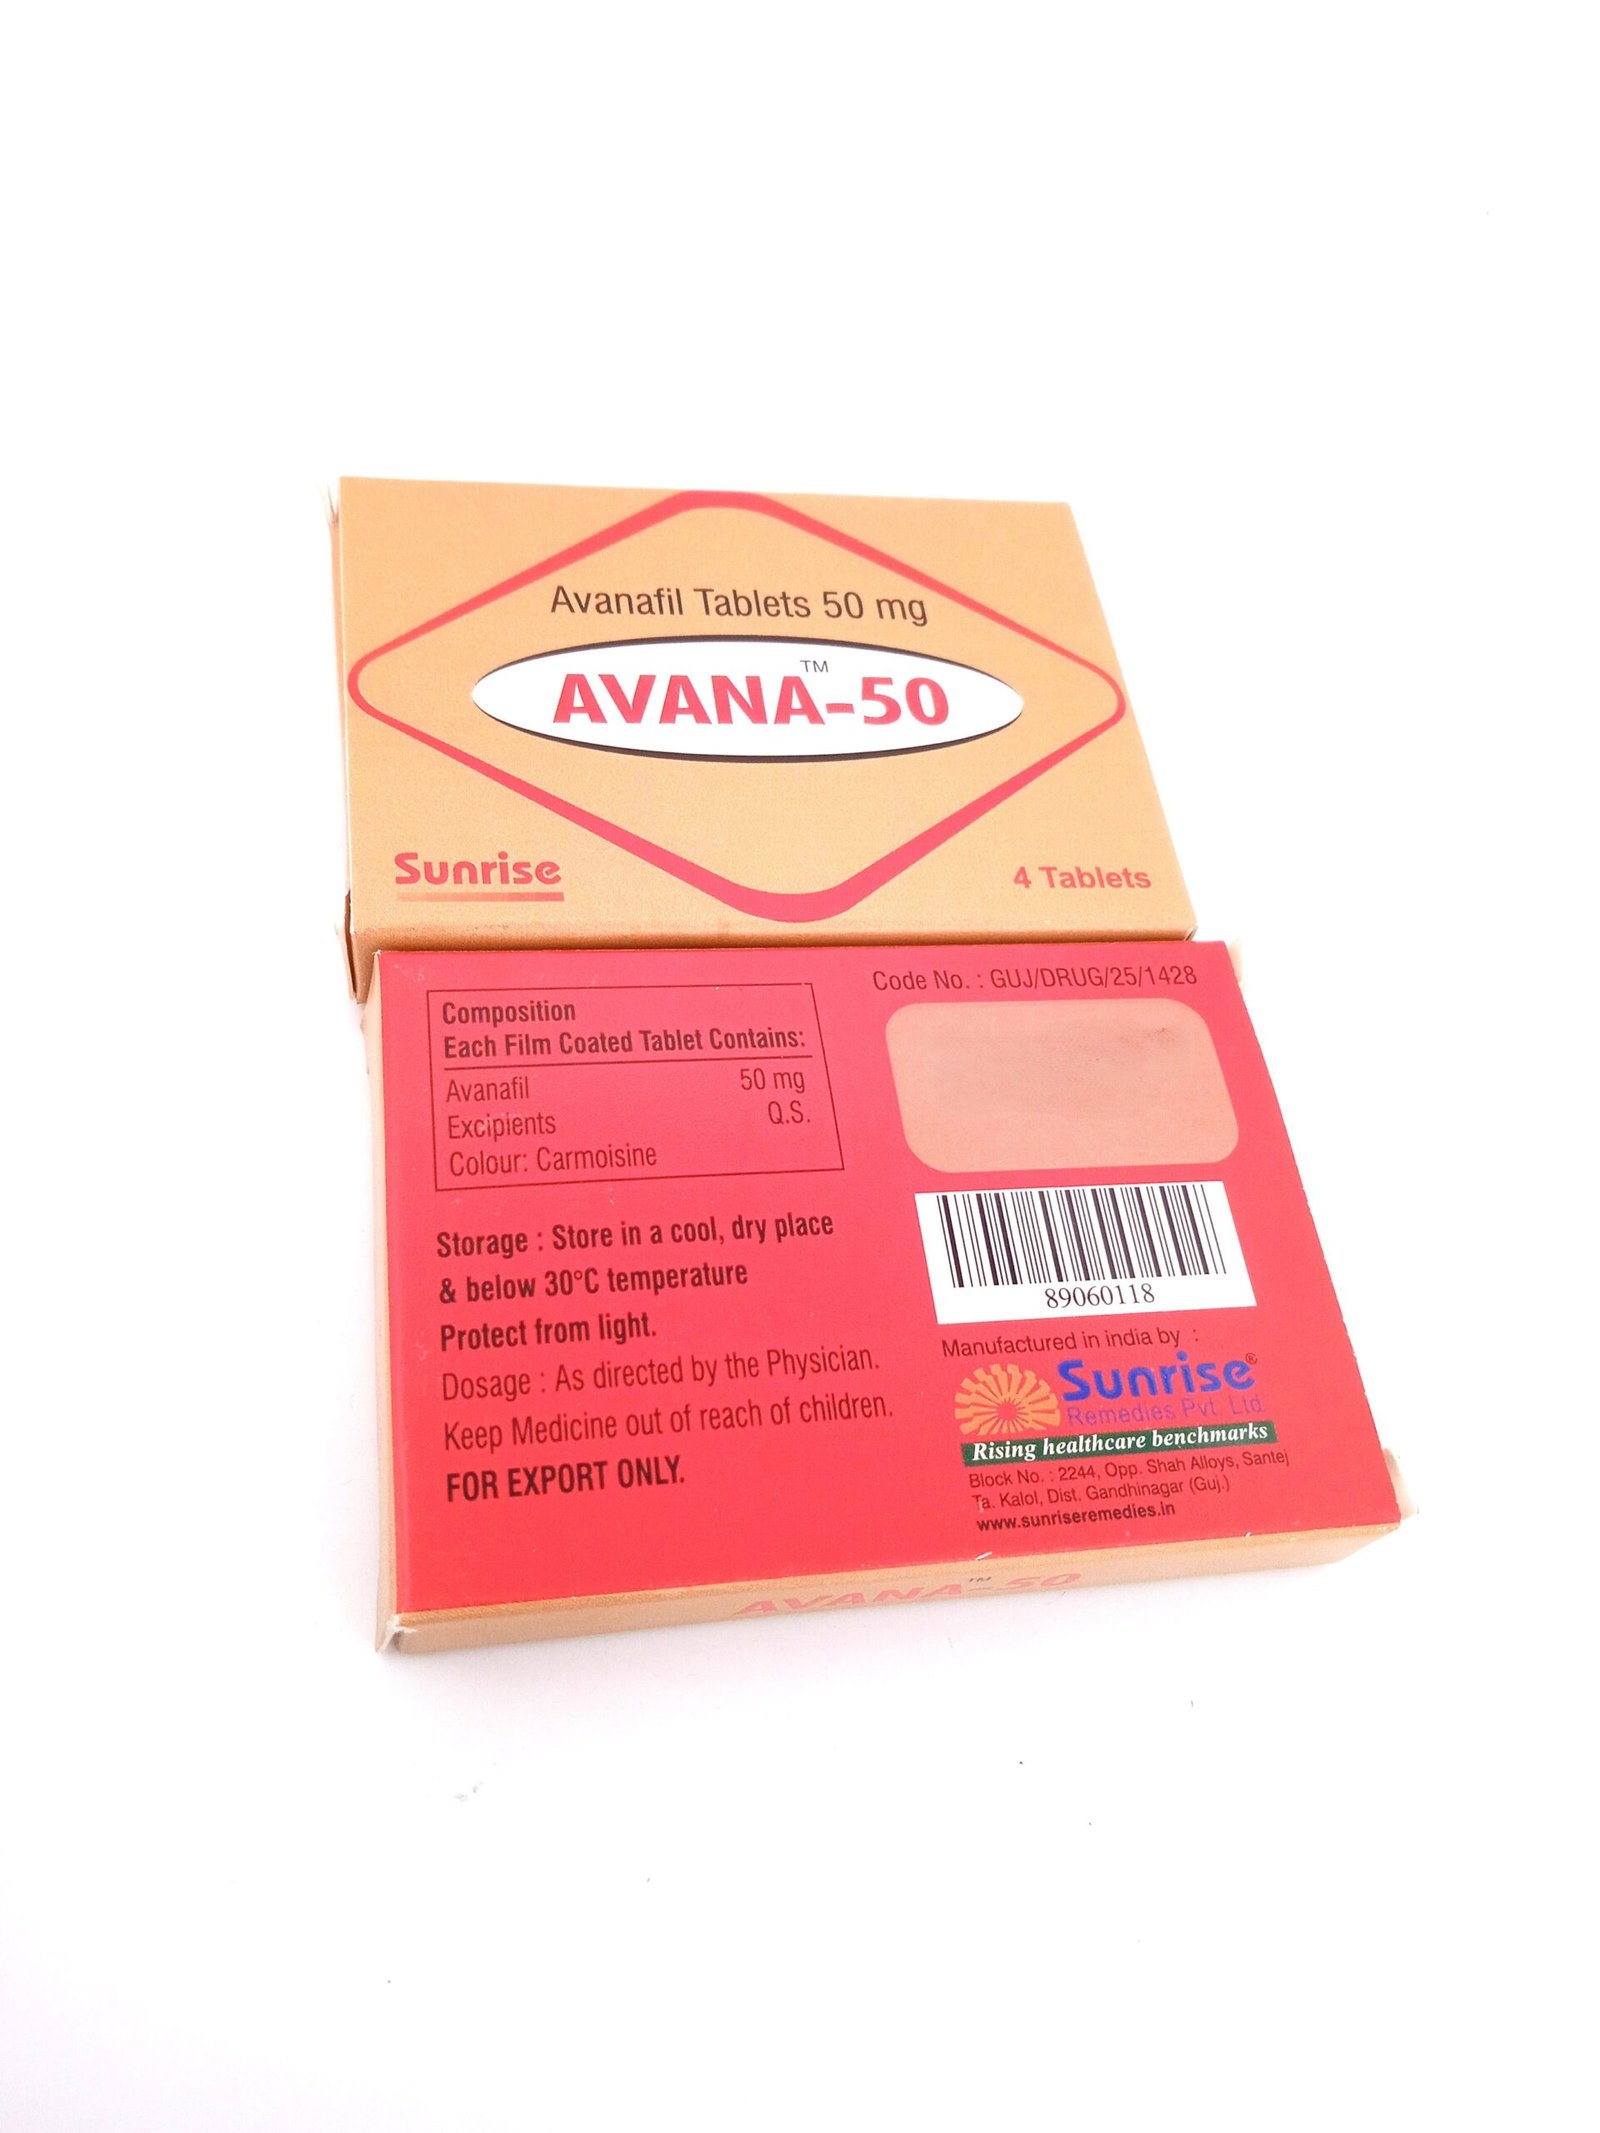 Avanafil Tablets 50 mg
AVANA™-50
Sunrise
4 Tablets
Code No. : GUJ/DRUG/25/1428
Composition
Each Film Coated Tablet Contains:
Avanafil 50 mg
Excipients Q.S.
Colour: Carmoisine
Storage : Store in a cool, dry place
& below 30°C temperature
Protect from light.
Dosage : As directed by the Physician.
Keep Medicine out of reach of children.
FOR EXPORT ONLY.
89060118
Manufactured in india by :
Sunrise®
Remedies Pvt. Ltd.
Rising healthcare benchmarks
Block No. : 2244, Opp. Shah Alloys, Santej
Ta. Kalol, Dist. Gandhinagar (Guj.)
www.sunriseremedies.in
AVANA™-50